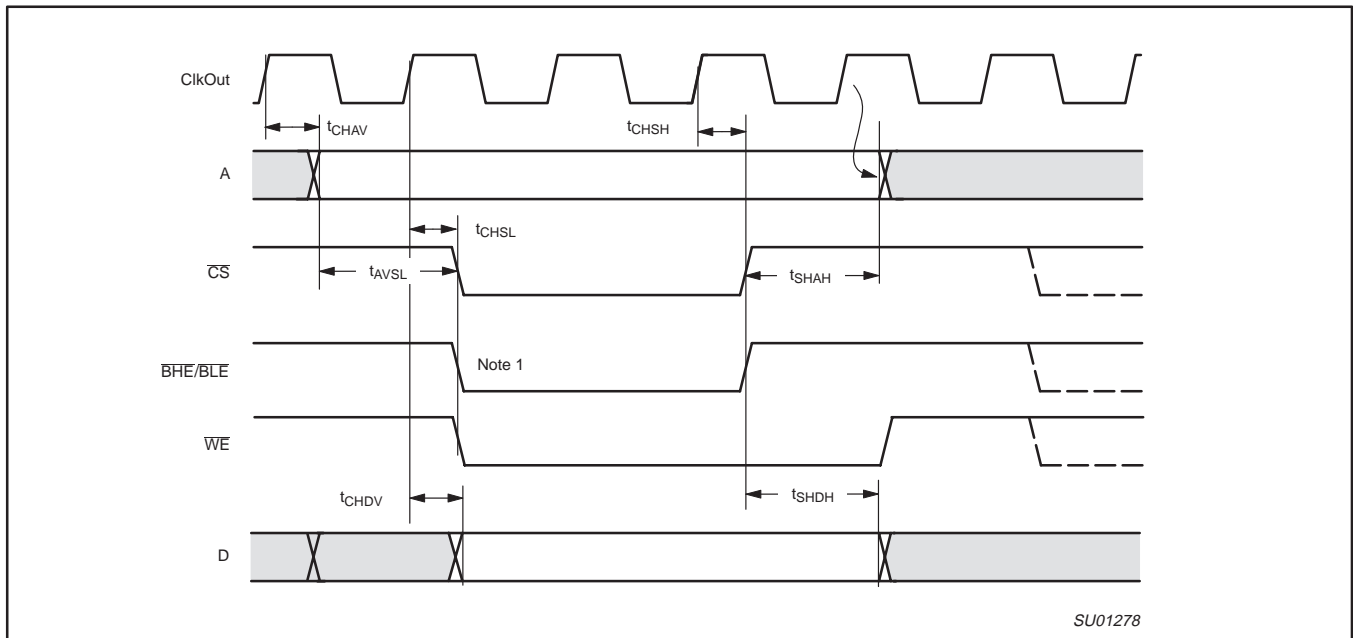 ClkOut
tCHAV
tCHSH
A
tCHSL
CS
tAVSL
tSHAH
BHE/BLE
Note 1
WE
tCHDV
tSHDH
D
SU01278